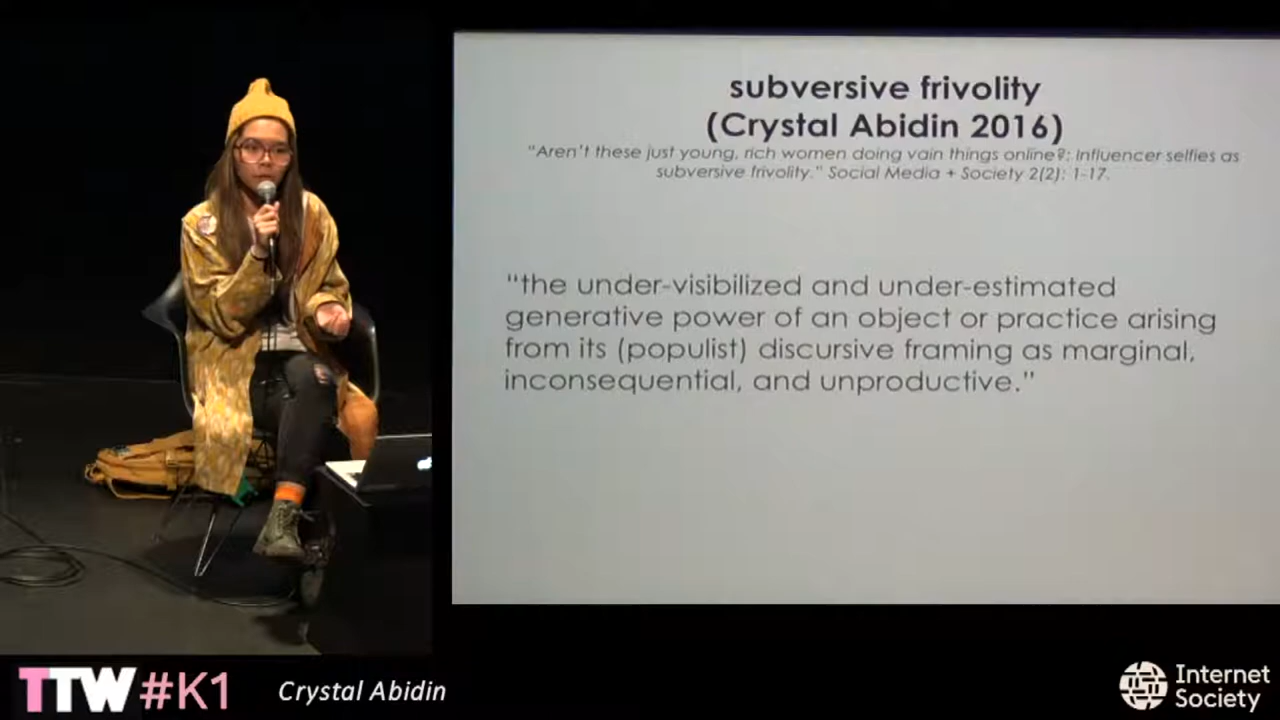 subversive frivolity
(Crystal Abidin 2016)
"Aren't these just young, rich women doing vain things online?: Influencer selfies as
subversive frivolity." Social Media + Society 2(2): 1-17.
"the under-visibilized and under-estimated
generative power of an object or practice arising
from its (populist) discursive framing as marginal,
inconsequential, and unproductive."
TTW#K1
Crystal Abidin
Internet
Society